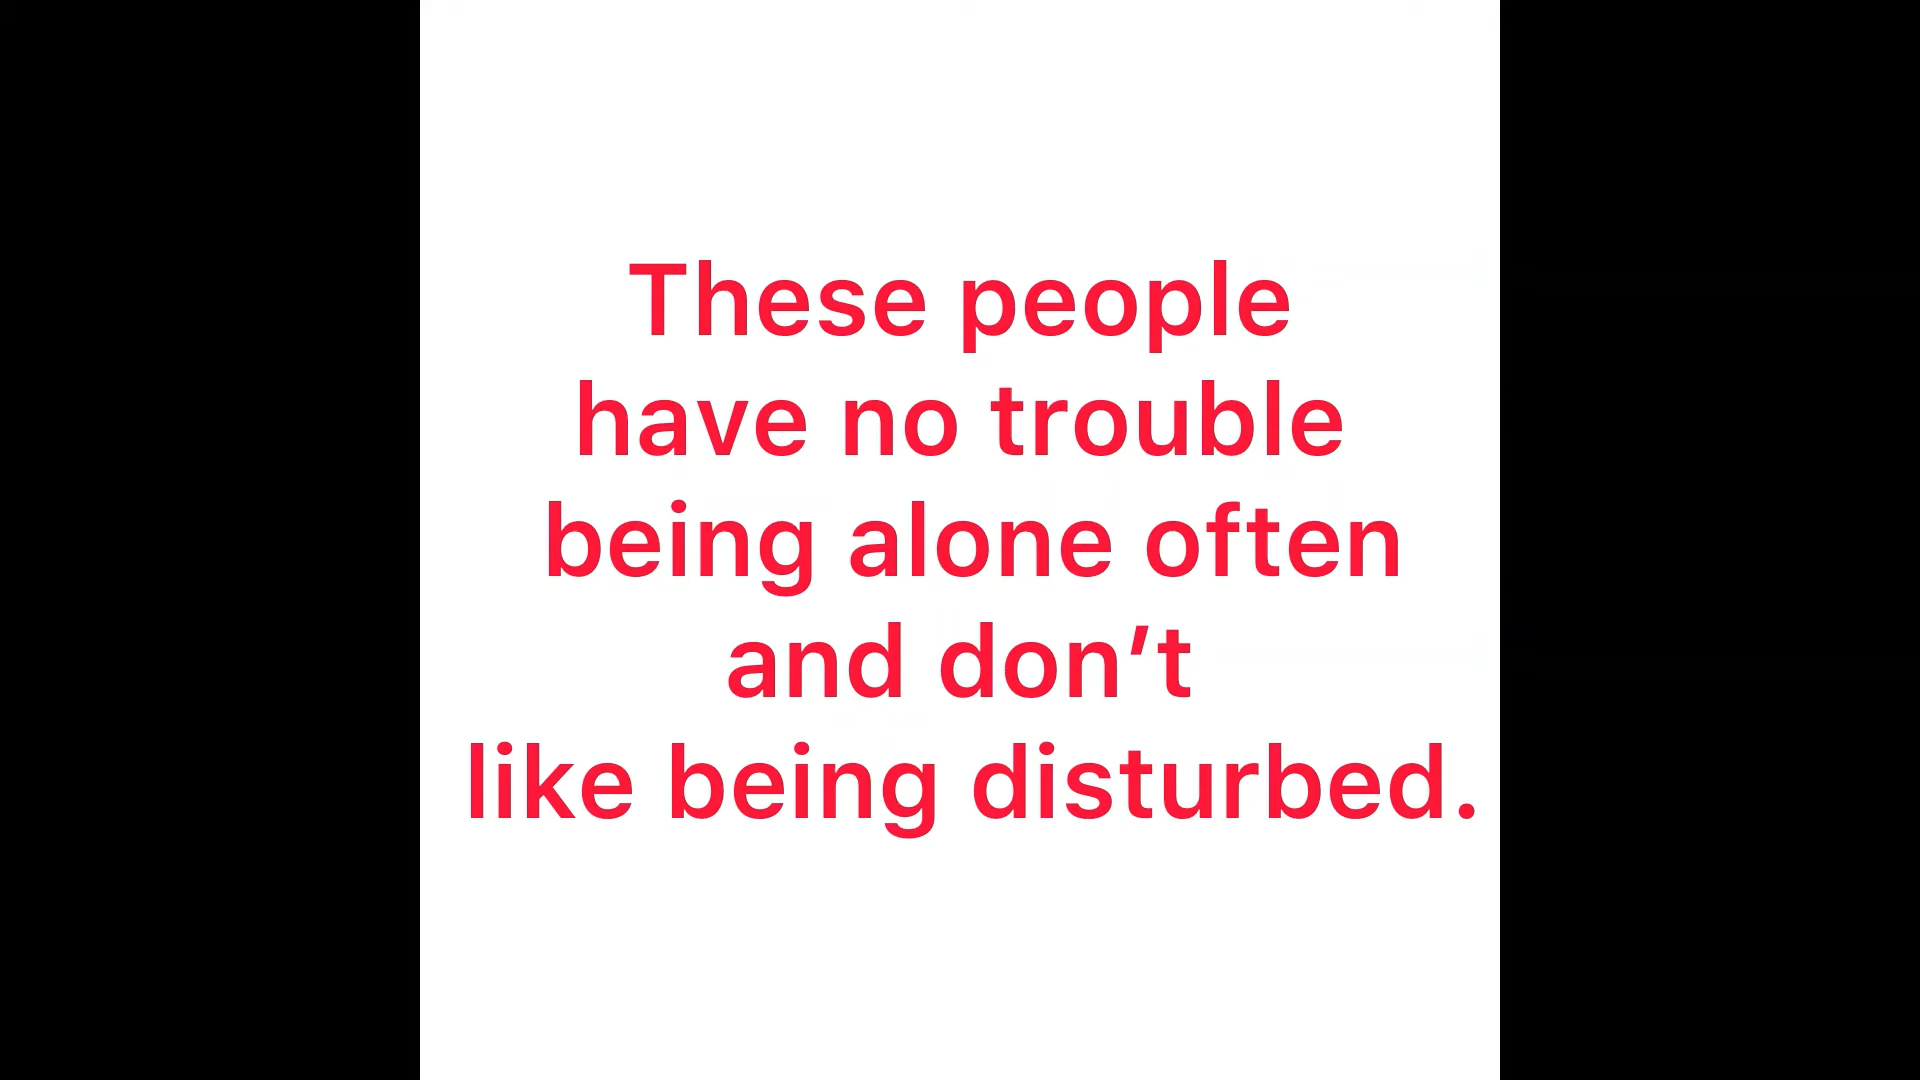 These people
have no trouble
being alone often
and don’t
like being disturbed.